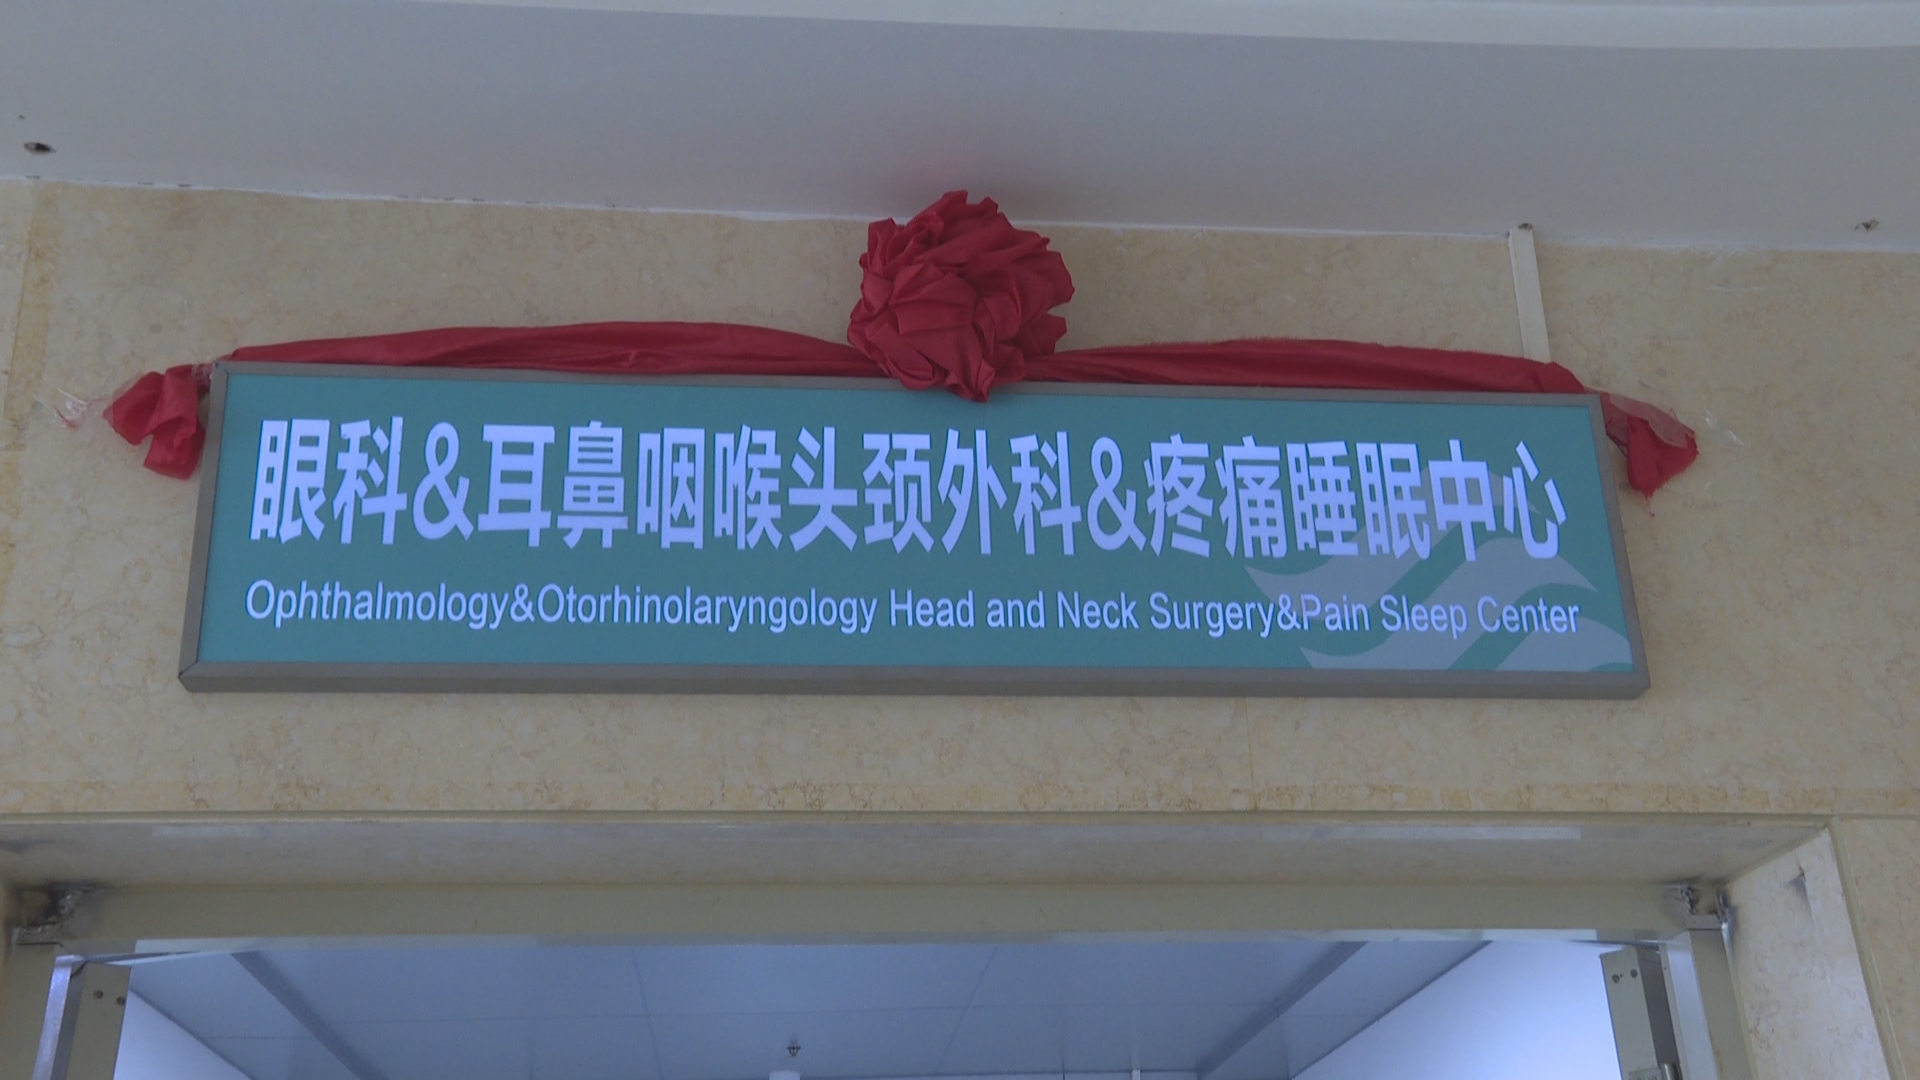 眼科&耳鼻咽喉头颈外科&疼痛睡眠中心
Ophthalmology&Otorhinolaryngology Head and Neck Surgery&Pain Sleep Center